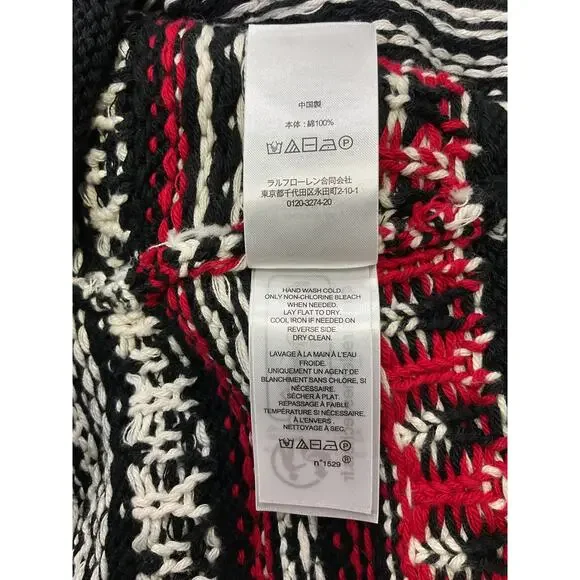 中国製
本体 : 綿100%
P
ラルフローレン合同会社
東京都千代田区永田町2-10-1
0120-3274-20
HAND WASH COLD.
ONLY NON-CHLORINE BLEACH
WHEN NEEDED.
LAY FLAT TO DRY.
COOL IRON IF NEEDED ON
REVERSE SIDE.
DRY CLEAN.
LAVAGE À LA MAIN À L'EAU
FROIDE.
UNIQUEMENT UN AGENT DE
BLANCHIMENT SANS CHLORE, SI
NÉCESSAIRE.
SÉCHER À PLAT.
REPASSAGE À FAIBLE
TEMPÉRATURE SI NÉCESSAIRE.
À L'ENVERS .
NETTOYAGE À SEC.
P
n°1529 ®